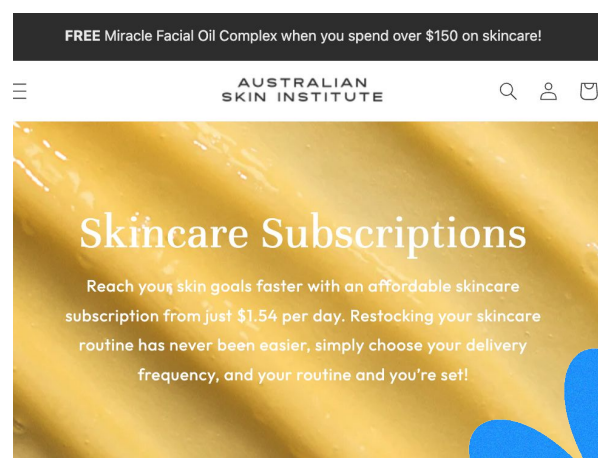 FREE Miracle Facial Oil Complex when you spend over $150 on skincare!
AUSTRALIAN
SKIN INSTITUTE
Skincare Subscriptions
Reach your skin goals faster with an affordable skincare
subscription from just $1.54 per day. Restocking your skincare
routine has never been easier, simply choose your delivery
frequency, and your routine and you're set!